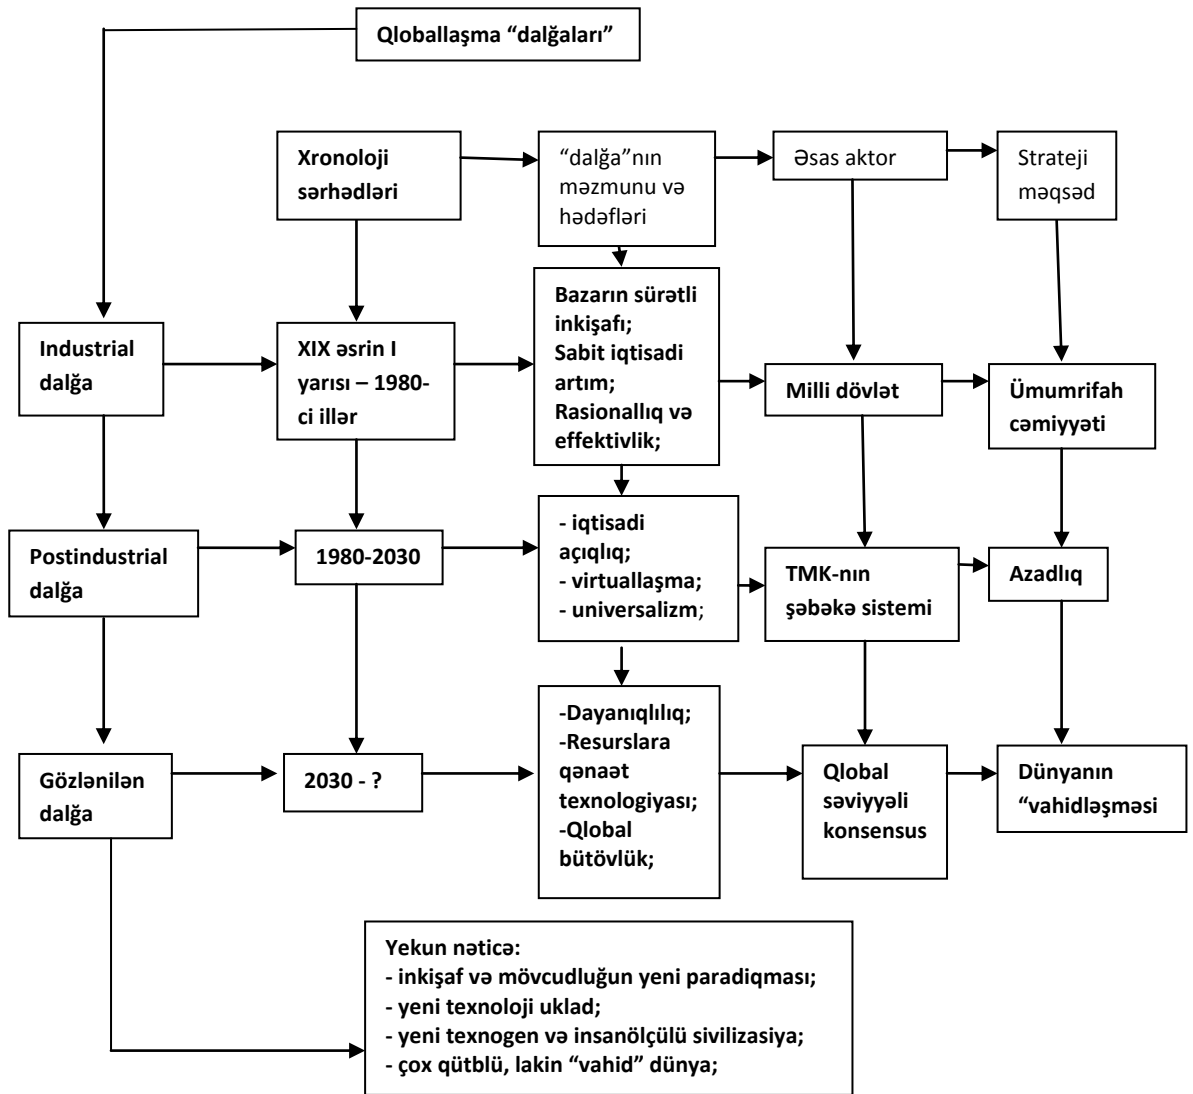 Qloballaşma “dalğaları”
Xronoloji
sərhədləri
“dalğa”nın
məzmunu və
hədəfləri
Əsas aktor
Strateji
məqsəd
Industrial
dalğa
XIX əsrin I
yarısı – 1980-
ci illər
Bazarın sürətli
inkişafı;
Sabit iqtisadi
artım;
Rasionallıq və
effektivlik;
Milli dövlət
Ümumrifah
cəmiyyəti
Postindustrial
dalğa
1980-2030
- iqtisadi
açıqlıq;
- virtuallaşma;
- universalizm;
TMK-nın
şəbəkə sistemi
Azadlıq
Gözlənilən
dalğa
2030 - ?
-Dayanıqlılıq;
-Resurslara
qənaət
texnologiyası;
-Qlobal
bütövlük;
Qlobal
səviyyəli
konsensus
Dünyanın
“vahidləşməsi
Yekun nəticə:
- inkişaf və mövcudluğun yeni paradiqması;
- yeni texnoloji uklad;
- yeni texnogen və insanölçülü sivilizasiya;
- çox qütblü, lakin “vahid” dünya;